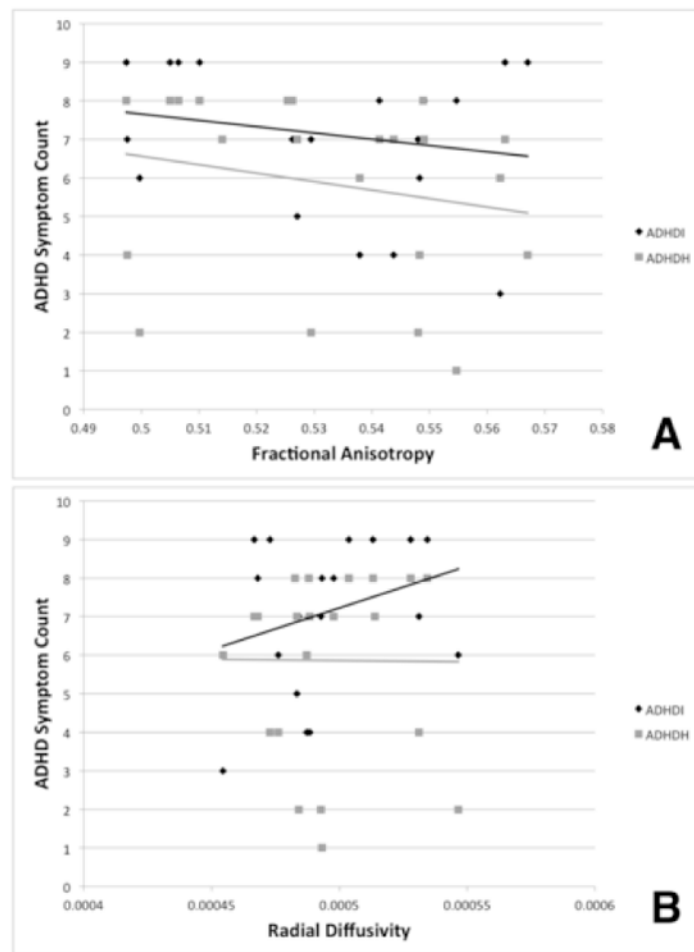 10
9
8
7
6
5
4
3
2
1
0
ADHD Symptom Count
0.49 0.5 0.51 0.52 0.53 0.54 0.55 0.56 0.57 0.58
Fractional Anisotropy
ADHDI
ADHDH
A
10
9
8
7
6
5
4
3
2
1
0
ADHD Symptom Count
0.0004 0.00045 0.0005 0.00055 0.0006
Radial Diffusivity
ADHDI
ADHDH
B